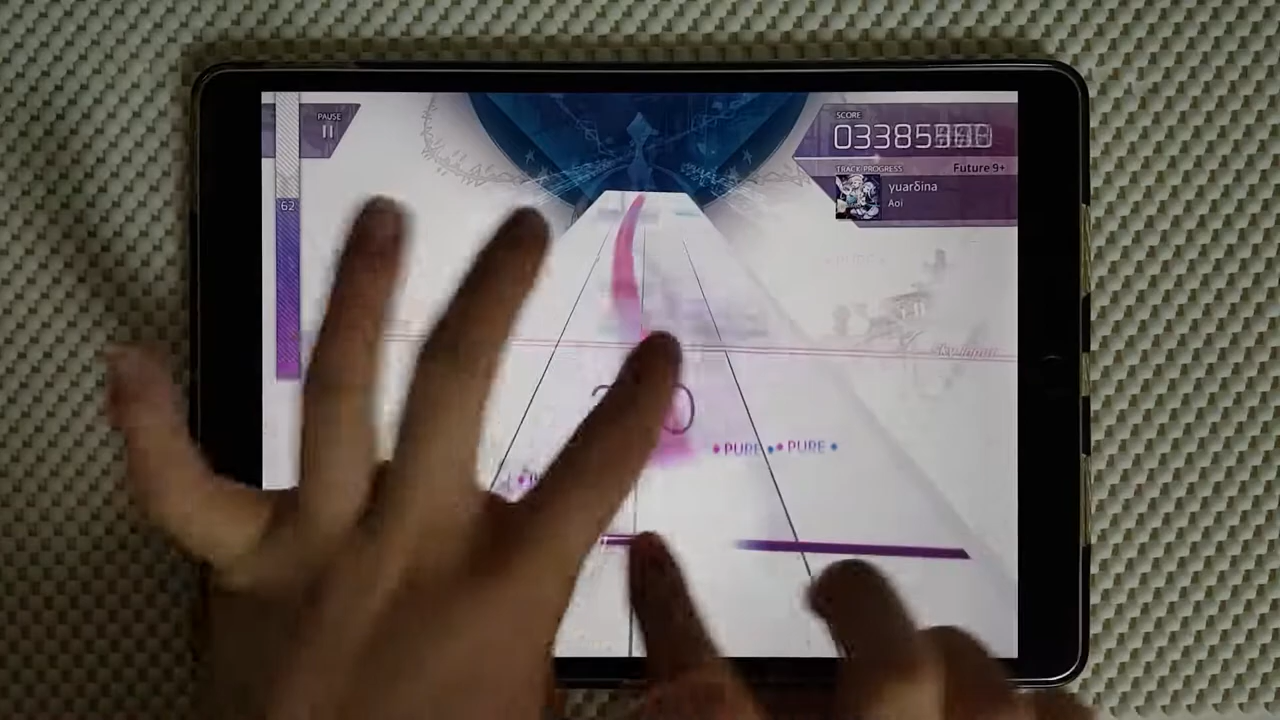 PAUSE
62
SCORE
TRACK PROGRESS
Future 9+
yuarδina
Aoi
PURE
PURE